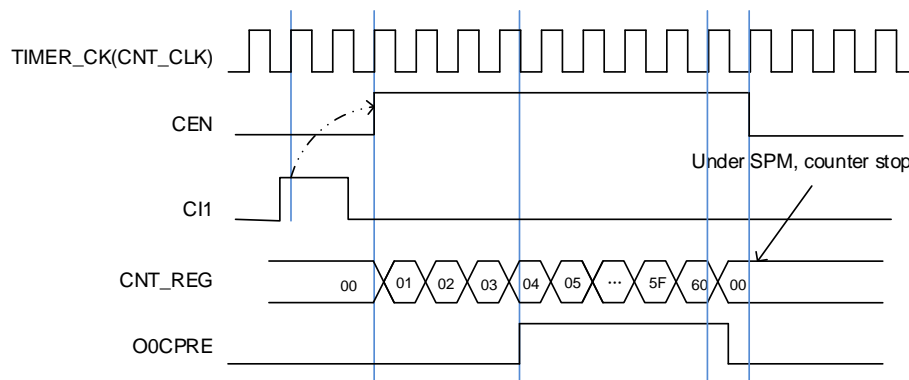 TIMER_CK(CNT_CLK)
CEN
Under SPM, counter stop
CI1
CNT_REG 00 01 02 03 04 05 ... 5F 60 00
O0CPRE